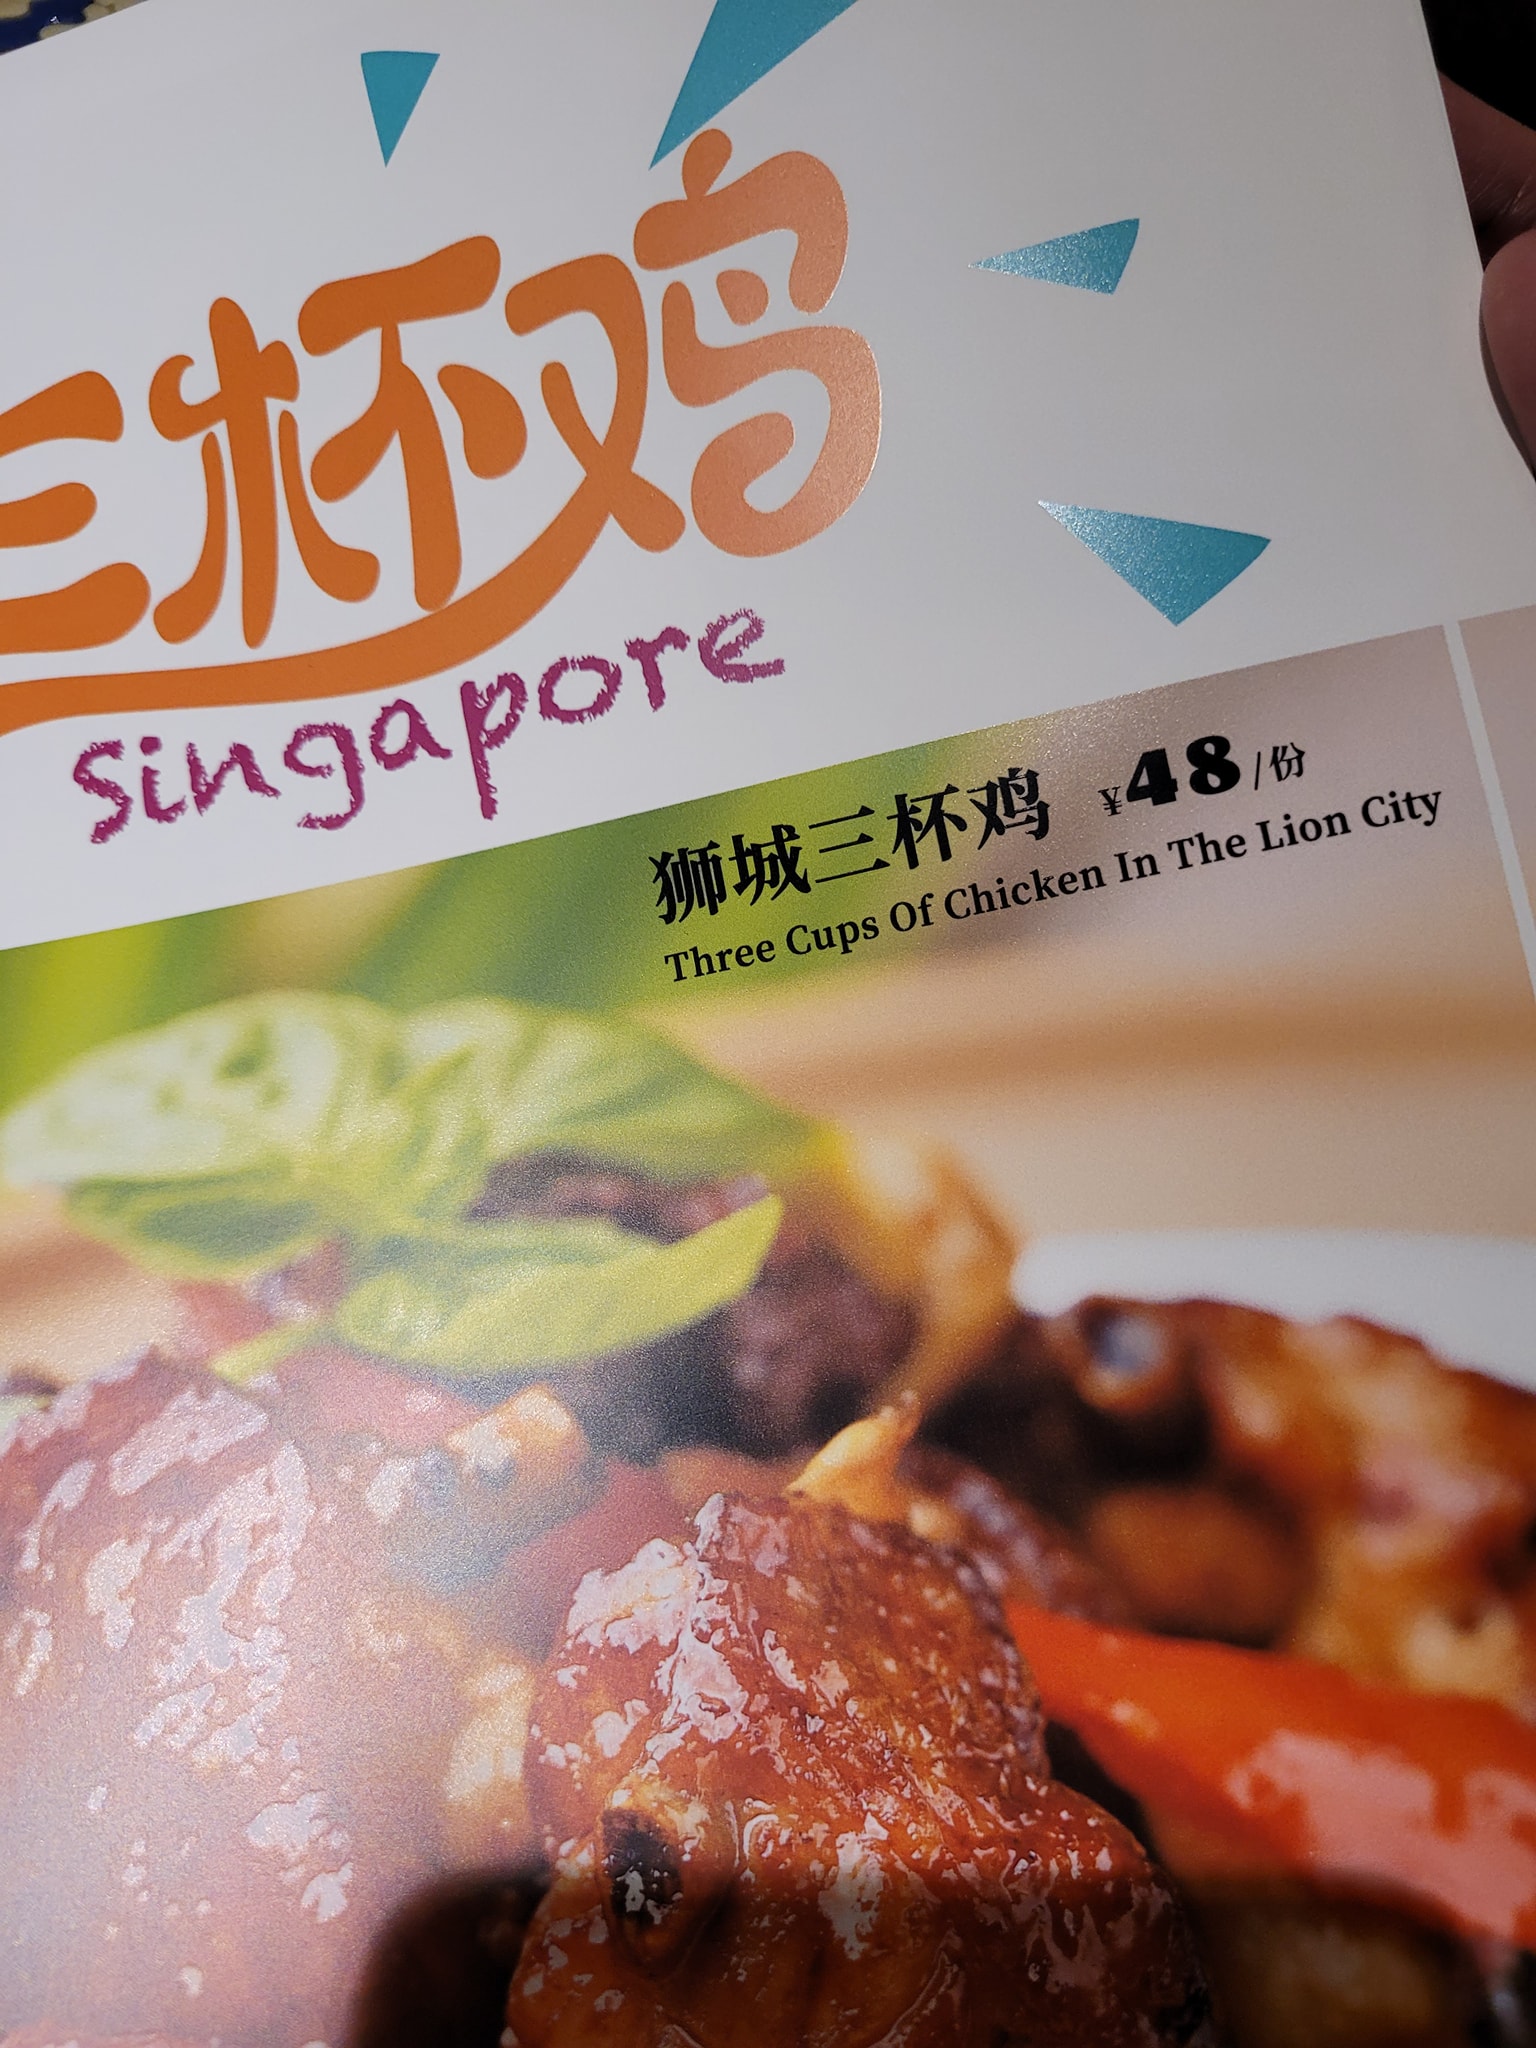 三杯鸡
singapore
狮城三杯鸡 ¥48/份
Three Cups Of Chicken In The Lion City